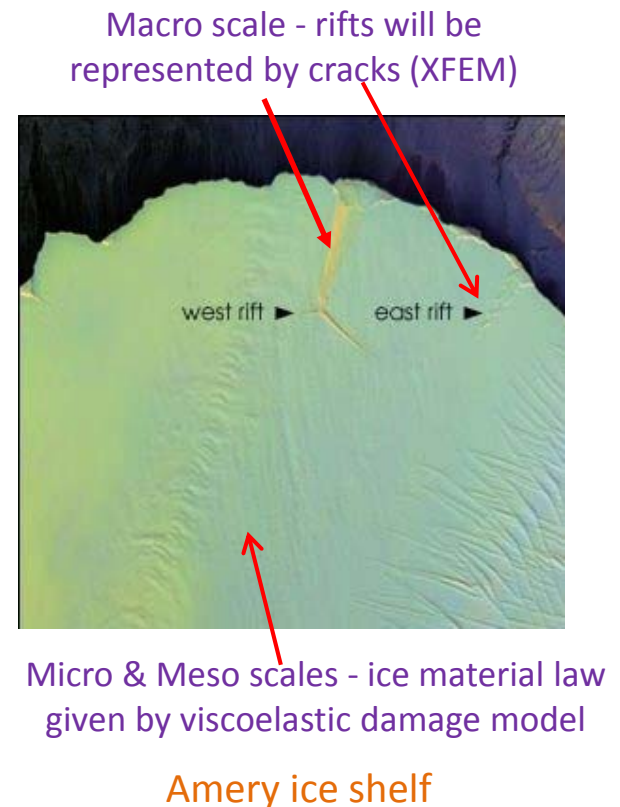 Macro scale - rifts will be
represented by cracks (XFEM)
west rift ►
east rift ►
Micro & Meso scales - ice material law
given by viscoelastic damage model
Amery ice shelf